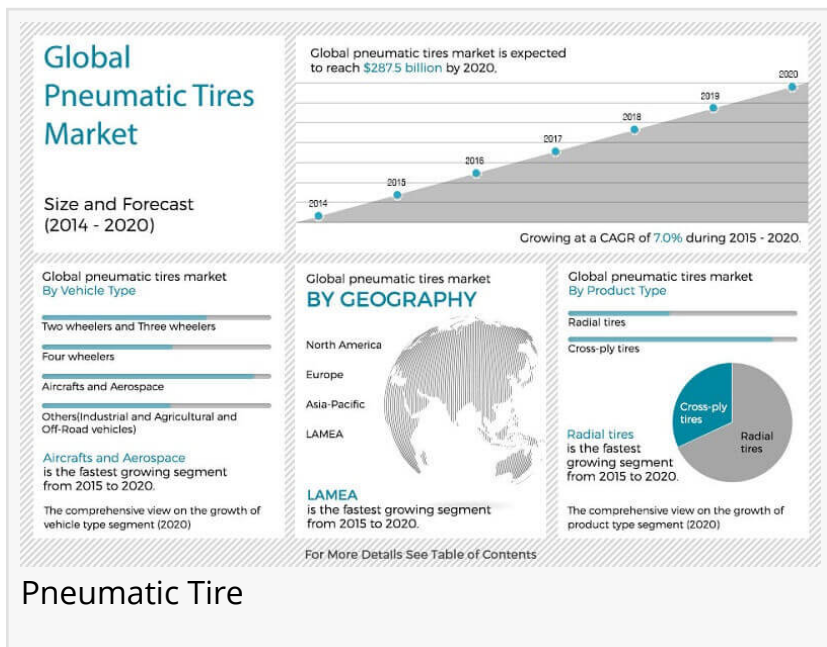 Global
Pneumatic Tires
Market
Size and Forecast
(2014 - 2020)
Global pneumatic tires market is expected
to reach $287.5 billion by 2020.
2014
2015
2016
2017
2018
2019
2020
Growing at a CAGR of 7.0% during 2015 - 2020.
Global pneumatic tires market
By Vehicle Type
Two wheelers and Three wheelers
Four wheelers
Aircrafts and Aerospace
Others(Industrial and Agricultural and
Off-Road vehicles)
Aircrafts and Aerospace
is the fastest growing segment
from 2015 to 2020.
The comprehensive view on the growth of
vehicle type segment (2020)
Global pneumatic tires market
BY GEOGRAPHY
North America
Europe
Asia-Pacific
LAMEA
LAMEA
is the fastest growing segment
from 2015 to 2020.
Global pneumatic tires market
By Product Type
Radial tires
Cross-ply tires
Cross-ply
tires
Radial
tires
Radial tires
is the fastest
growing segment
from 2015 to 2020.
The comprehensive view on the growth of
product type segment (2020)
For More Details See Table of Contents
Pneumatic Tire